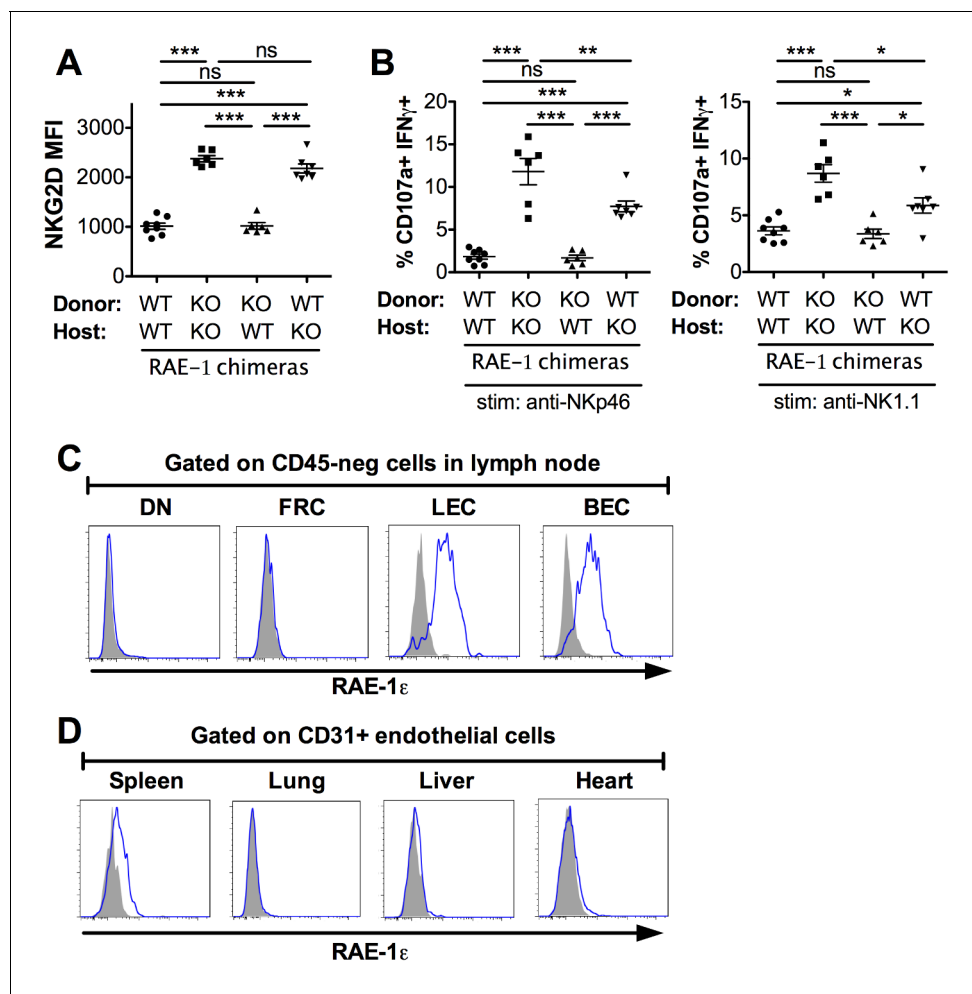 A
*** ns
ns
***
*** ***
NKG2D MFI
3000
2000
1000
0
Donor: WT KO KO WT
Host: WT KO WT KO
RAE-1 chimeras
B
*** **
ns
***
*** ***
% CD107a+ IFNγ+
20
15
10
5
0
Donor: WT KO KO WT
Host: WT KO WT KO
RAE-1 chimeras
stim: anti-NKp46
*** *
ns
*
*** *
% CD107a+ IFNγ+
15
10
5
0
Donor: WT KO KO WT
Host: WT KO WT KO
RAE-1 chimeras
stim: anti-NK1.1
C
Gated on CD45-neg cells in lymph node
DN FRC LEC BEC
RAE-1ε
D
Gated on CD31+ endothelial cells
Spleen Lung Liver Heart
RAE-1ε